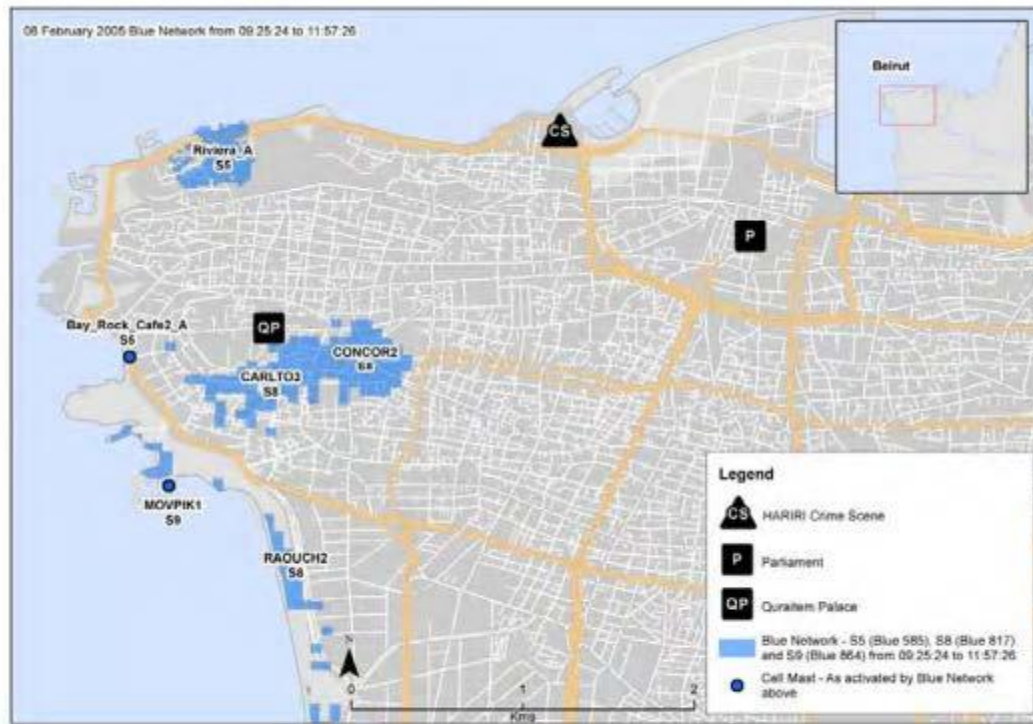 08 February 2005 Blue Network from 09:25:24 to 11:57:26
Beirut
CS
Riviera_A
S5
P
Bay_Rock_Cafe2_A
S5
QP
CONCOR2
S8
CARLTO3
S8
MOVPIK1
S9
RAOUCH2
S8
N
0
1
2
Kms
Legend
CS
HARIRI Crime Scene
P
Parliament
QP
Quraitem Palace
Blue Network - S5 (Blue 585), S8 (Blue 817)
and S9 (Blue 864) from 09:25:24 to 11:57:26
Cell Mast - As activated by Blue Network
above